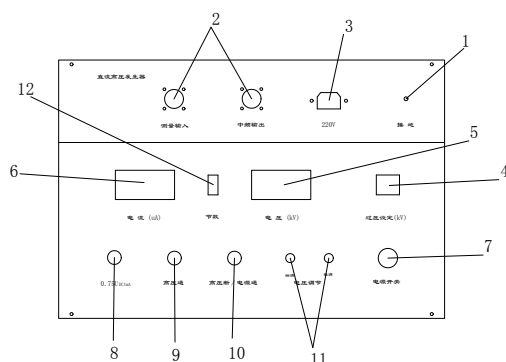 2
3
1
直流高压发生器
12
测量输入
中频输出
220V
接地
5
6
4
电流 (uA)
节数
电压 (kV)
过压设定(kV)
7
0.75UDC1mA
高压通
高压断/电源通
电压调节
电源开关
8
9
10
11